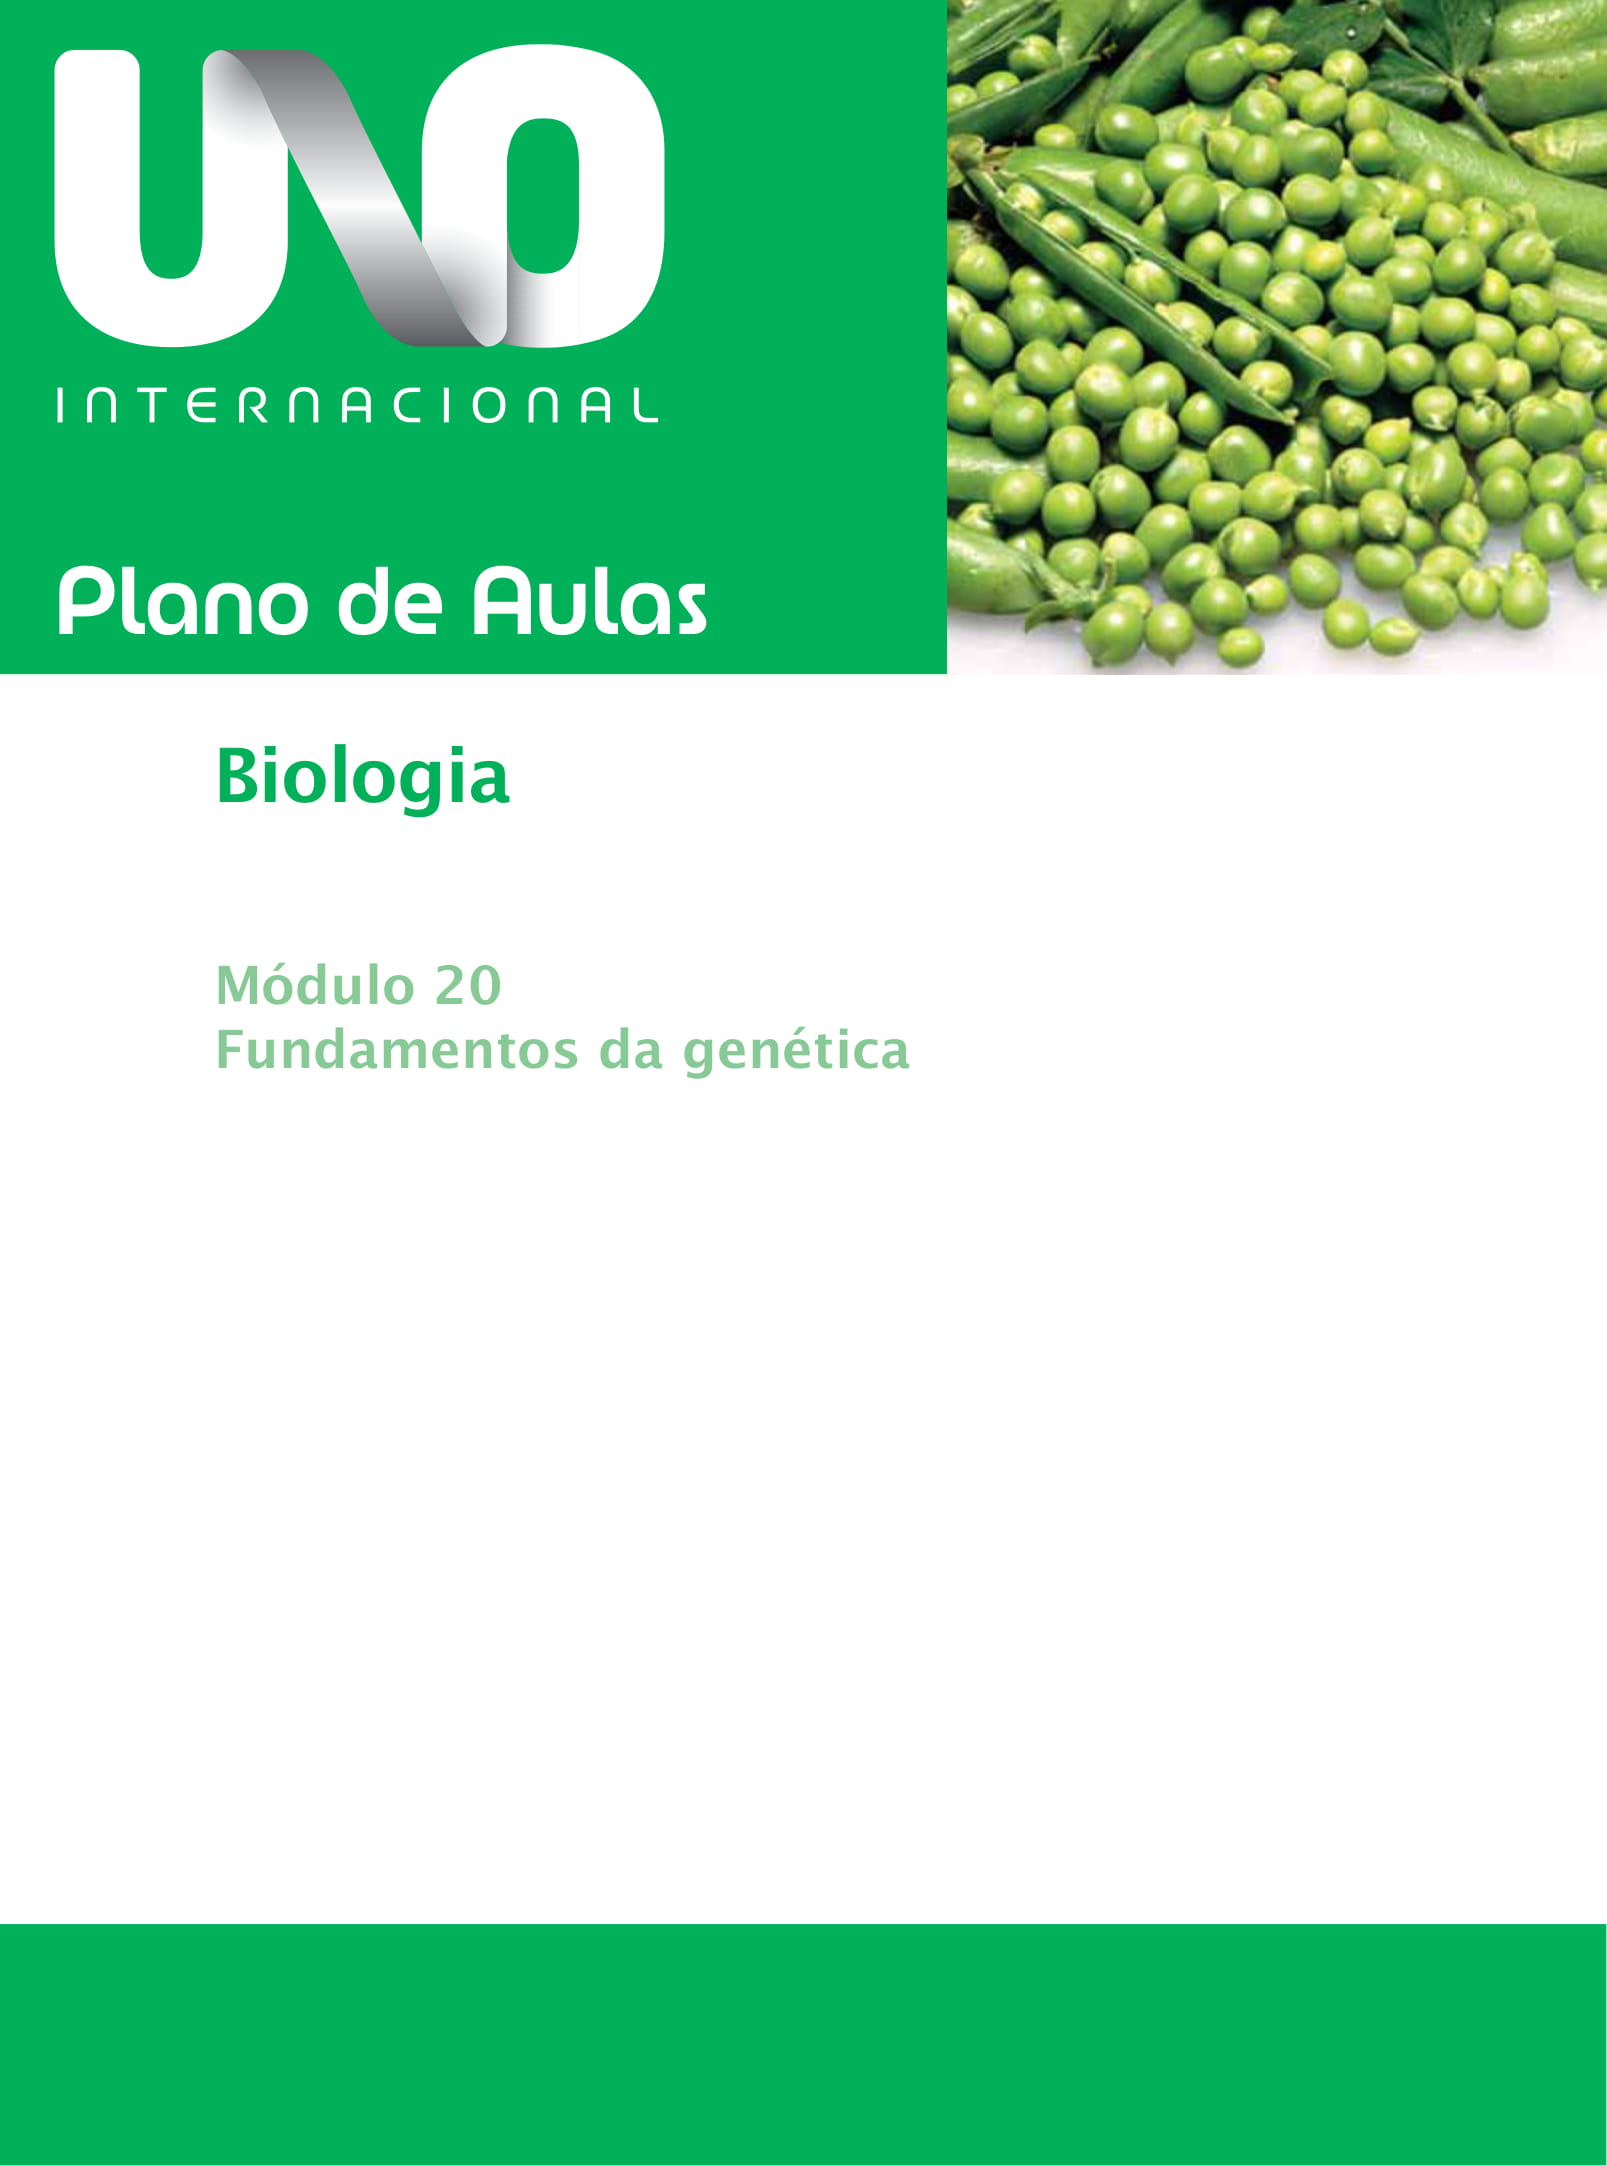 UNO
INTERNACIONAL
Plano de Aulas
Biologia
Módulo 20
Fundamentos da genética